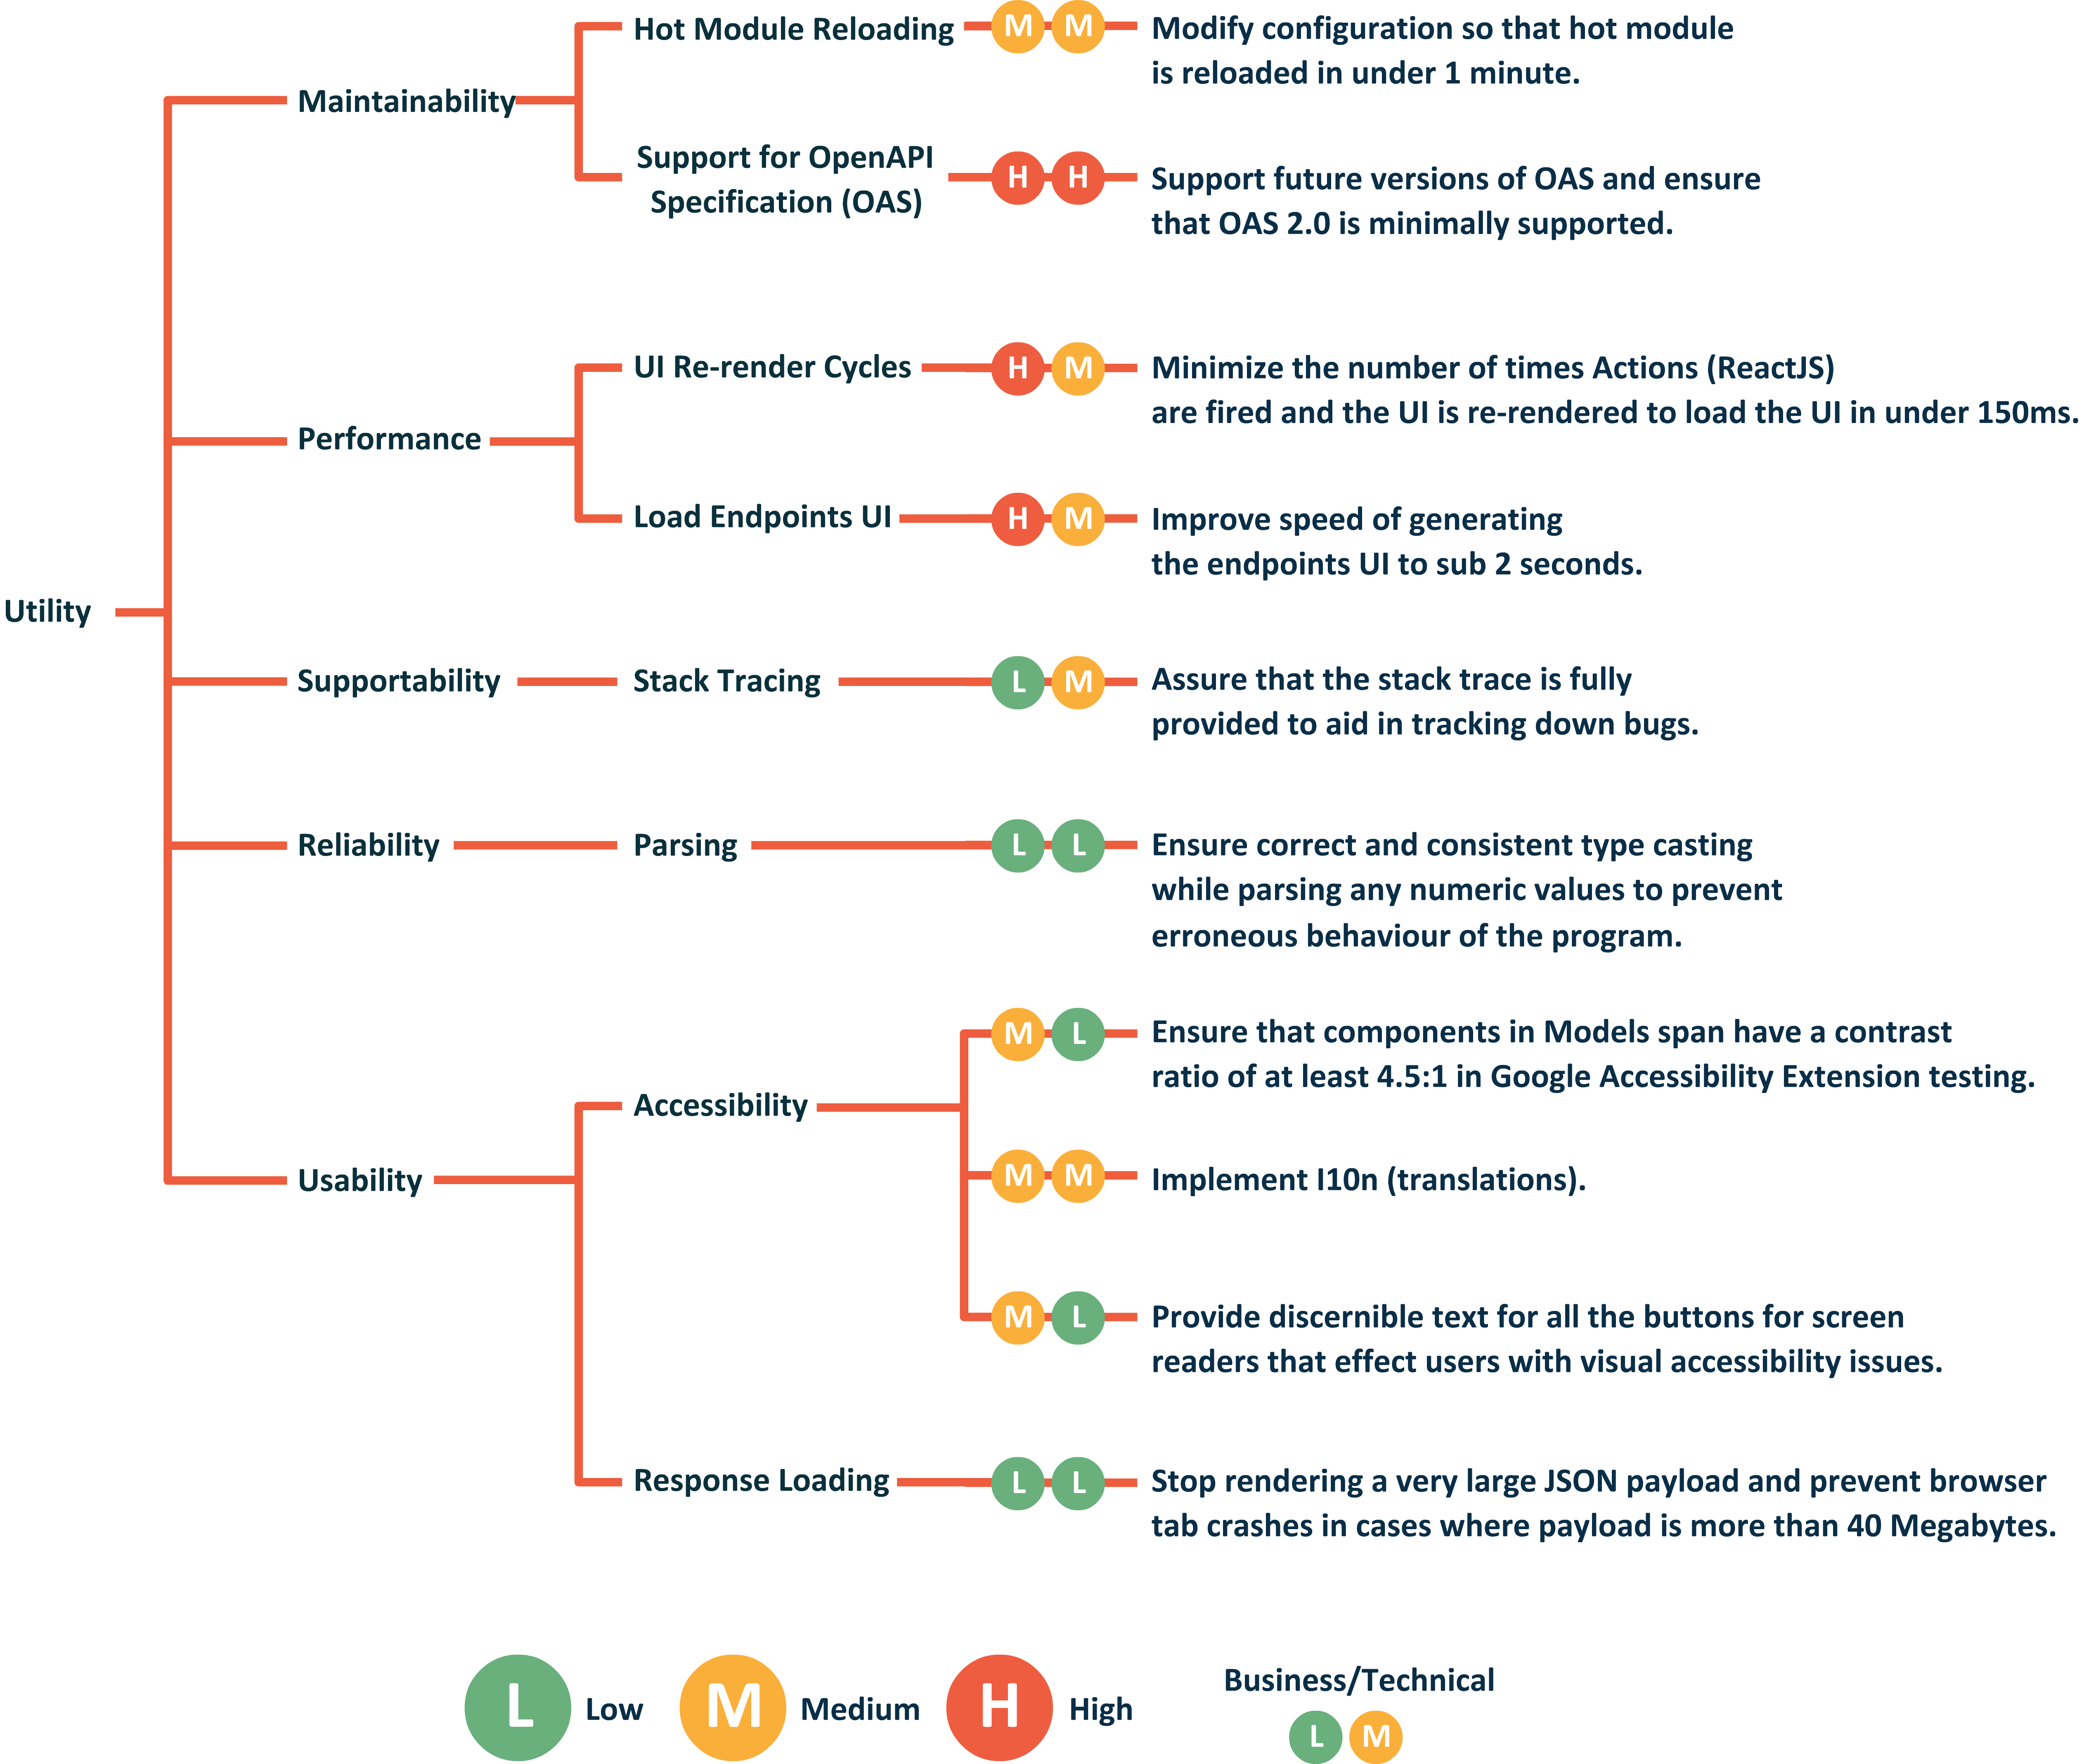 Utility
Maintainability
Hot Module Reloading
M M
Modify configuration so that hot module
is reloaded in under 1 minute.
Support for OpenAPI
Specification (OAS)
H H
Support future versions of OAS and ensure
that OAS 2.0 is minimally supported.
Performance
UI Re-render Cycles
H M
Minimize the number of times Actions (ReactJS)
are fired and the UI is re-rendered to load the UI in under 150ms.
Load Endpoints UI
H M
Improve speed of generating
the endpoints UI to sub 2 seconds.
Supportability
Stack Tracing
L M
Assure that the stack trace is fully
provided to aid in tracking down bugs.
Reliability
Parsing
L L
Ensure correct and consistent type casting
while parsing any numeric values to prevent
erroneous behaviour of the program.
Usability
Accessibility
M L
Ensure that components in Models span have a contrast
ratio of at least 4.5:1 in Google Accessibility Extension testing.
M M
Implement I10n (translations).
M L
Provide discernible text for all the buttons for screen
readers that effect users with visual accessibility issues.
Response Loading
L L
Stop rendering a very large JSON payload and prevent browser
tab crashes in cases where payload is more than 40 Megabytes.
L Low
M Medium
H High
Business/Technical
L M